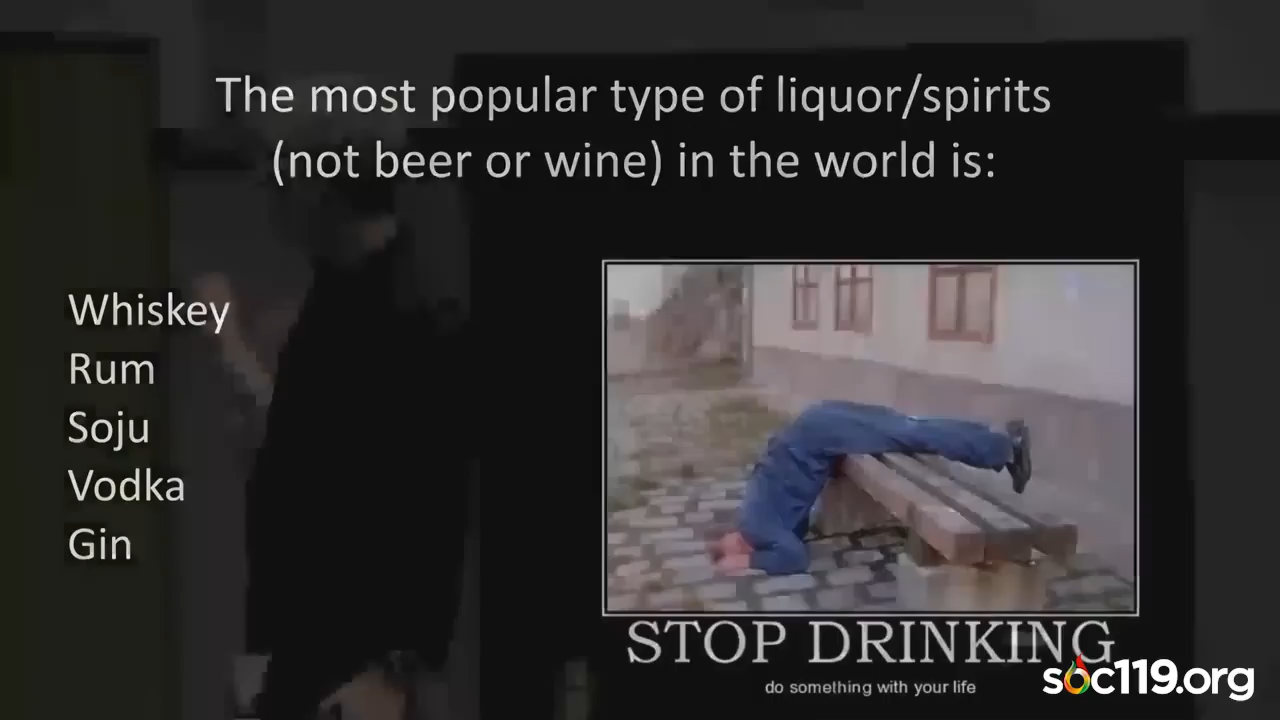 The most popular type of liquor/spirits
(not beer or wine) in the world is:
Whiskey
Rum
Soju
Vodka
Gin
STOP DRINKING
do something with your life
soc119.org